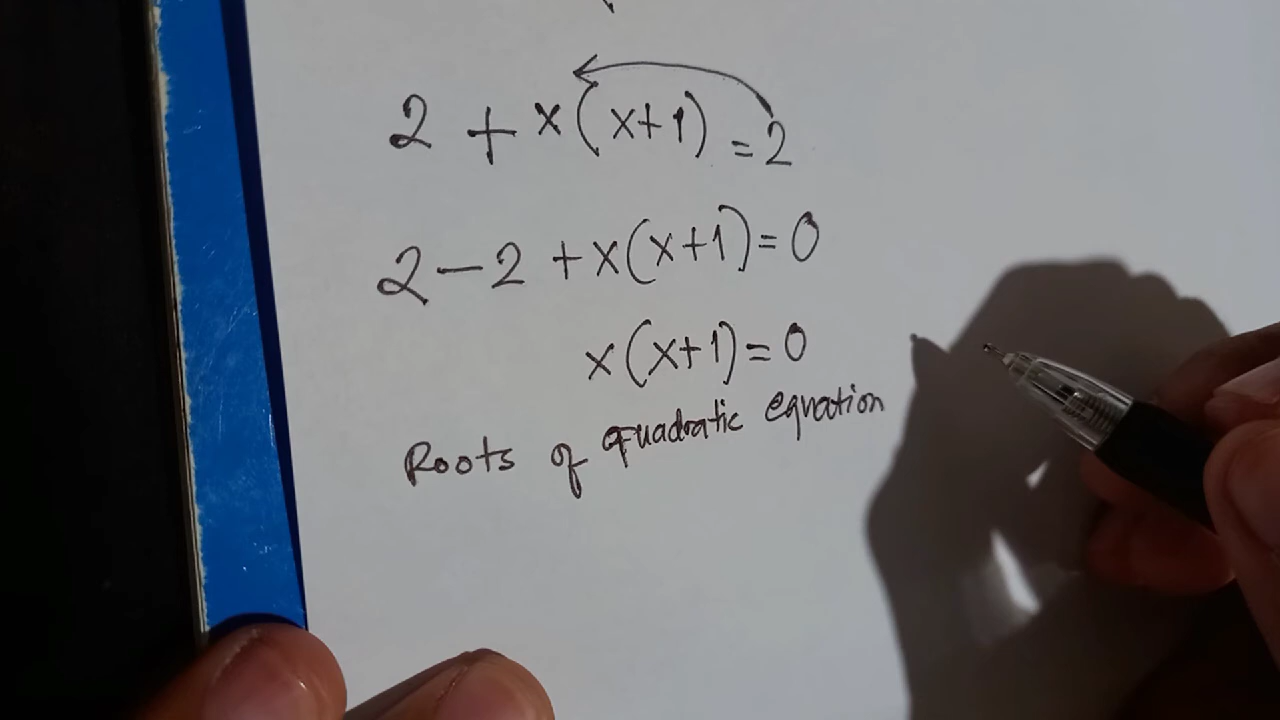 2 + x(x+1) = 2
2 - 2 + x(x+1) = 0
x(x+1) = 0
Roots of quadratic equation